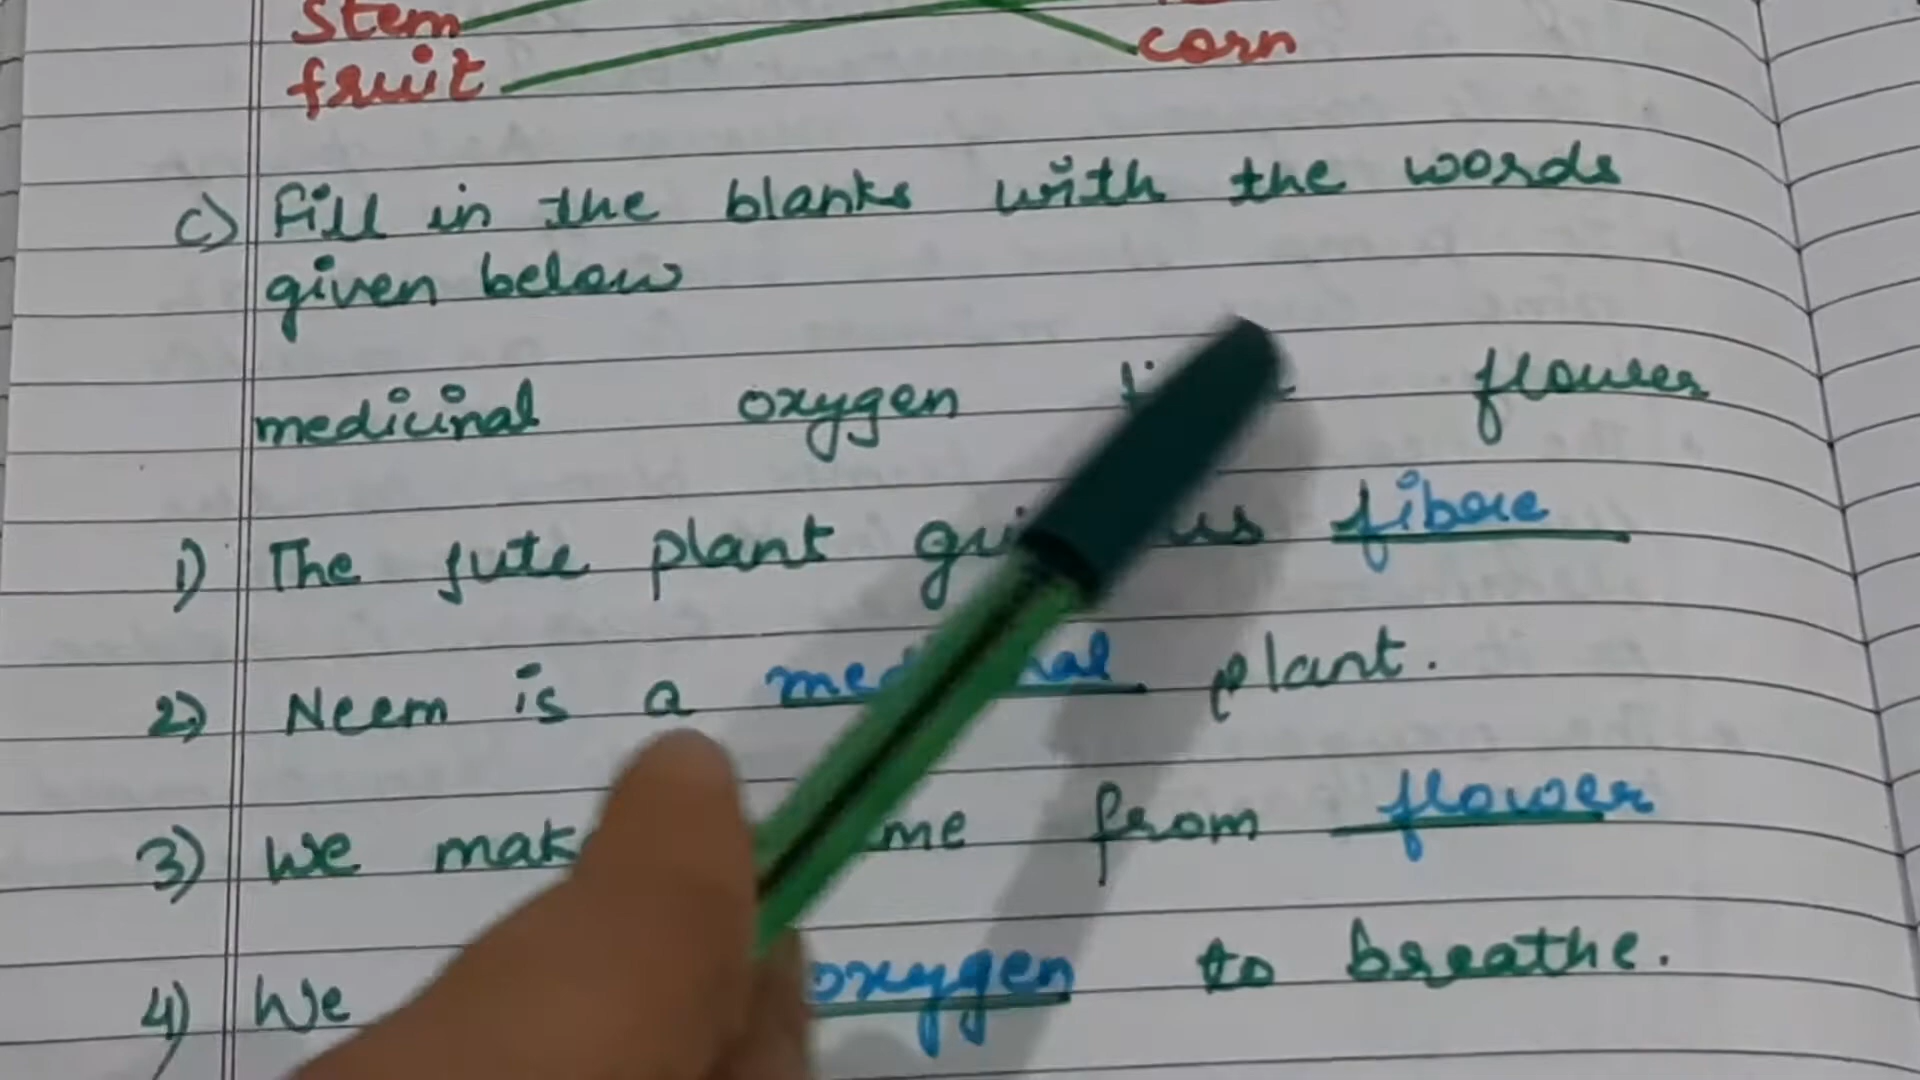 stem
fruit corn
c) Fill in the blanks with the words
given below
medicinal oxygen flower
1) The jute plant us fibre
2) Neem is a plant.
3) We from flower
4) We oxygen to breathe.